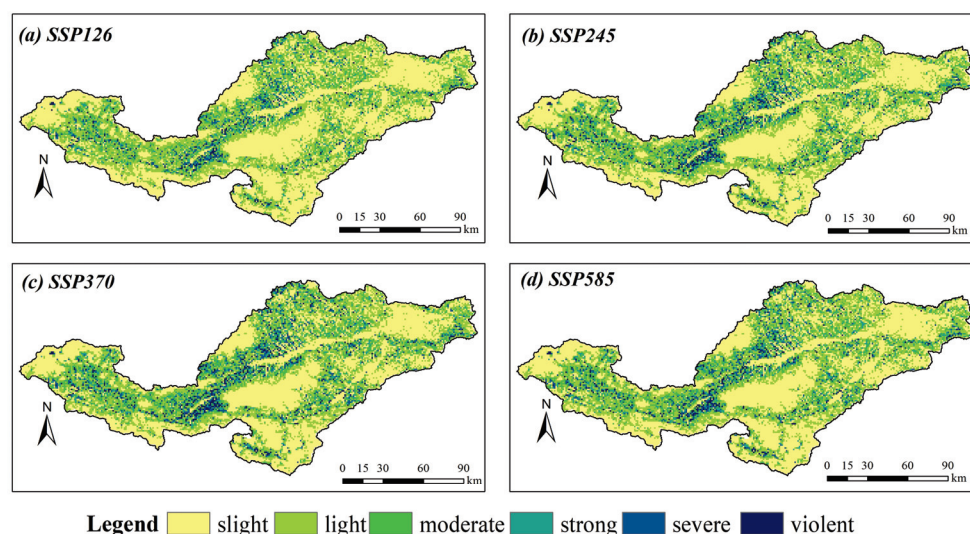 (a) SSP126
N
0 15 30 60 90
km
(b) SSP245
N
0 15 30 60 90
km
(c) SSP370
N
0 15 30 60 90
km
(d) SSP585
N
0 15 30 60 90
km
Legend slight light moderate strong severe violent